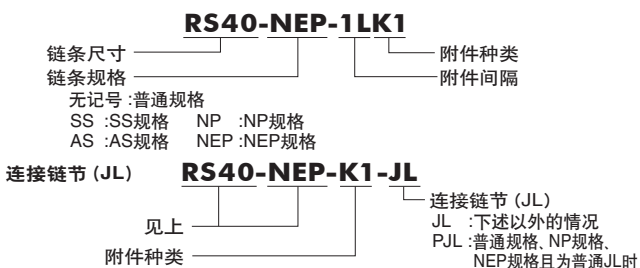 RS40-NEP-1LK1
链条尺寸
附件种类
链条规格
附件间隔
无记号 :普通规格
SS :SS规格 NP :NP规格
AS :AS规格 NEP :NEP规格
连接链节 (JL) RS40-NEP-K1-JL
连接链节 (JL)
见上
JL :下述以外的情况
PJL :普通规格、NP规格、
附件种类
NEP规格且为普通JL时